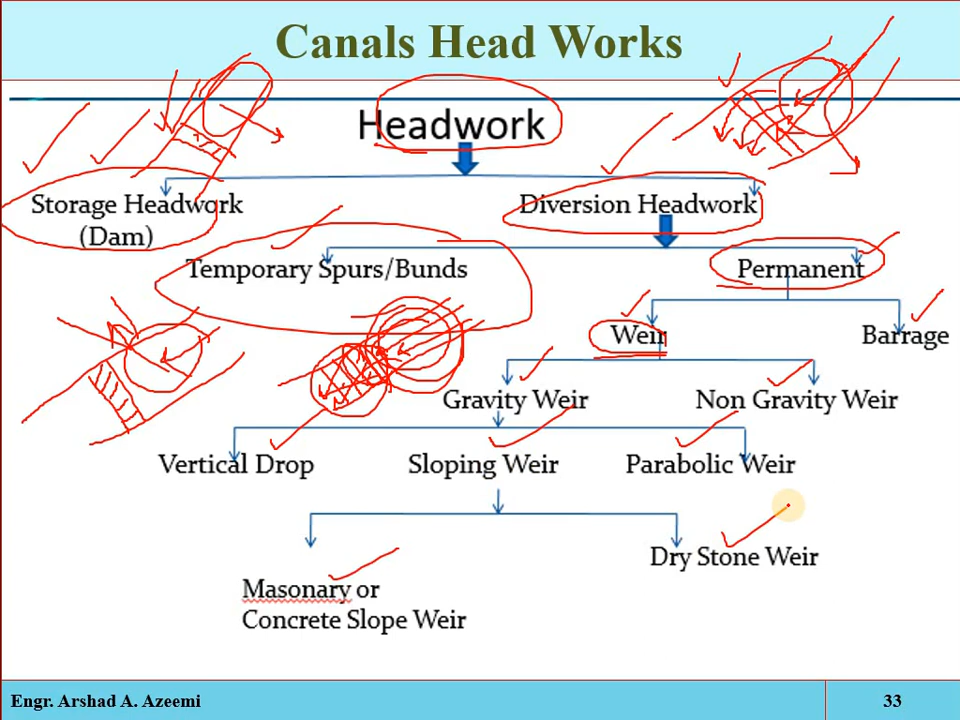 Canals Head Works
Headwork
Storage Headwork
(Dam)
Diversion Headwork
Temporary Spurs/Bunds
Permanent
Weir
Barrage
Gravity Weir
Non Gravity Weir
Vertical Drop
Sloping Weir
Parabolic Weir
Dry Stone Weir
Masonary or
Concrete Slope Weir
Engr. Arshad A. Azeemi
33